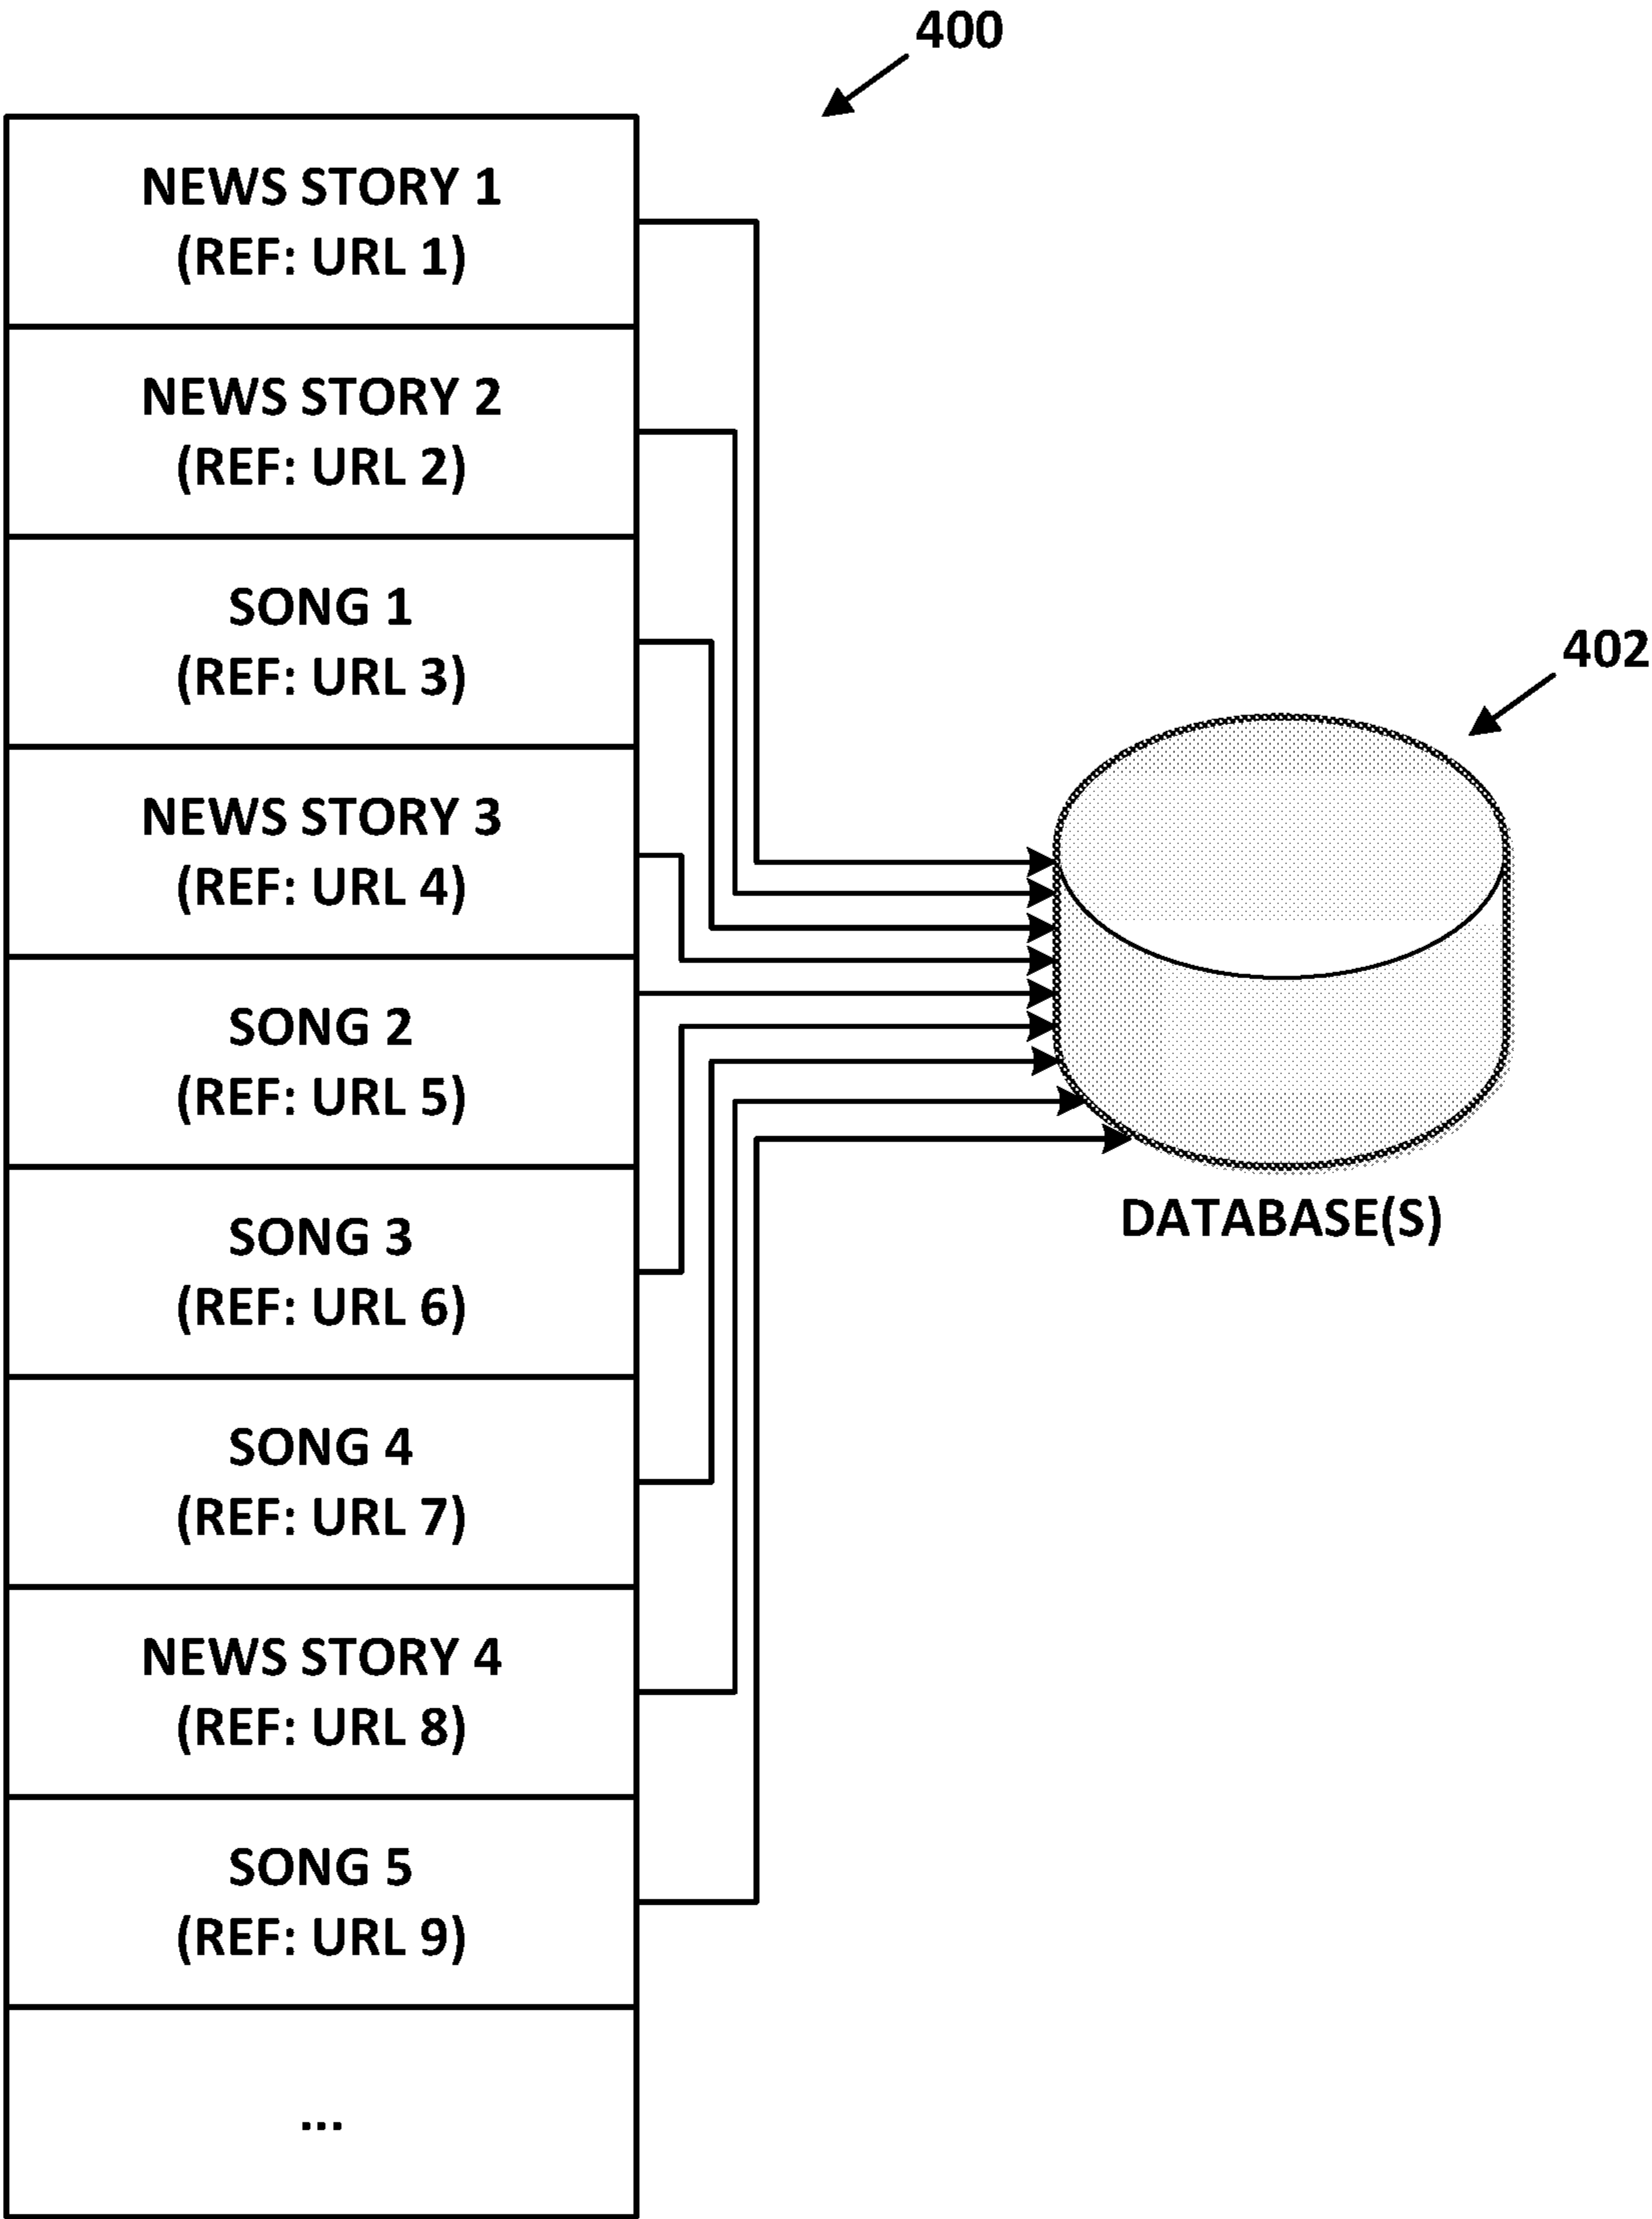 400
NEWS STORY 1
(REF: URL 1)
NEWS STORY 2
(REF: URL 2)
SONG 1
(REF: URL 3)
402
NEWS STORY 3
(REF: URL 4)
SONG 2
(REF: URL 5)
DATABASE(S)
SONG 3
(REF: URL 6)
SONG 4
(REF: URL 7)
NEWS STORY 4
(REF: URL 8)
SONG 5
(REF: URL 9)
...